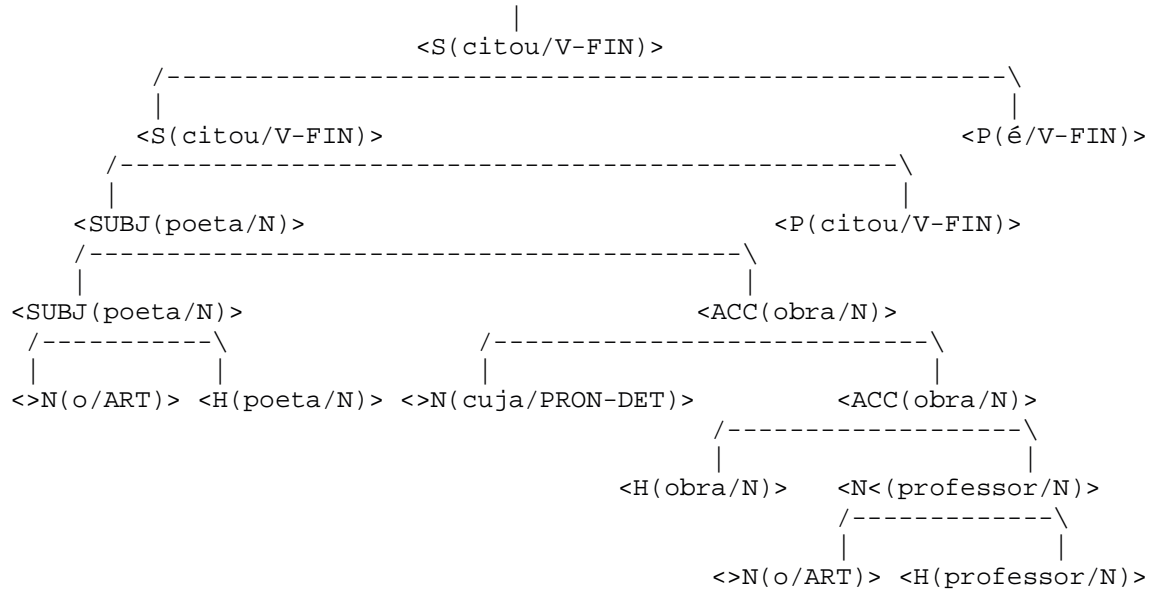 <S(citou/V-FIN)>
<S(citou/V-FIN)> <P(é/V-FIN)>
<SUBJ(poeta/N)> <P(citou/V-FIN)>
<SUBJ(poeta/N)> <ACC(obra/N)>
<>N(o/ART)> <H(poeta/N)> <>N(cuja/PRON-DET)> <ACC(obra/N)>
<H(obra/N)> <N<(professor/N)>
<>N(o/ART)> <H(professor/N)>